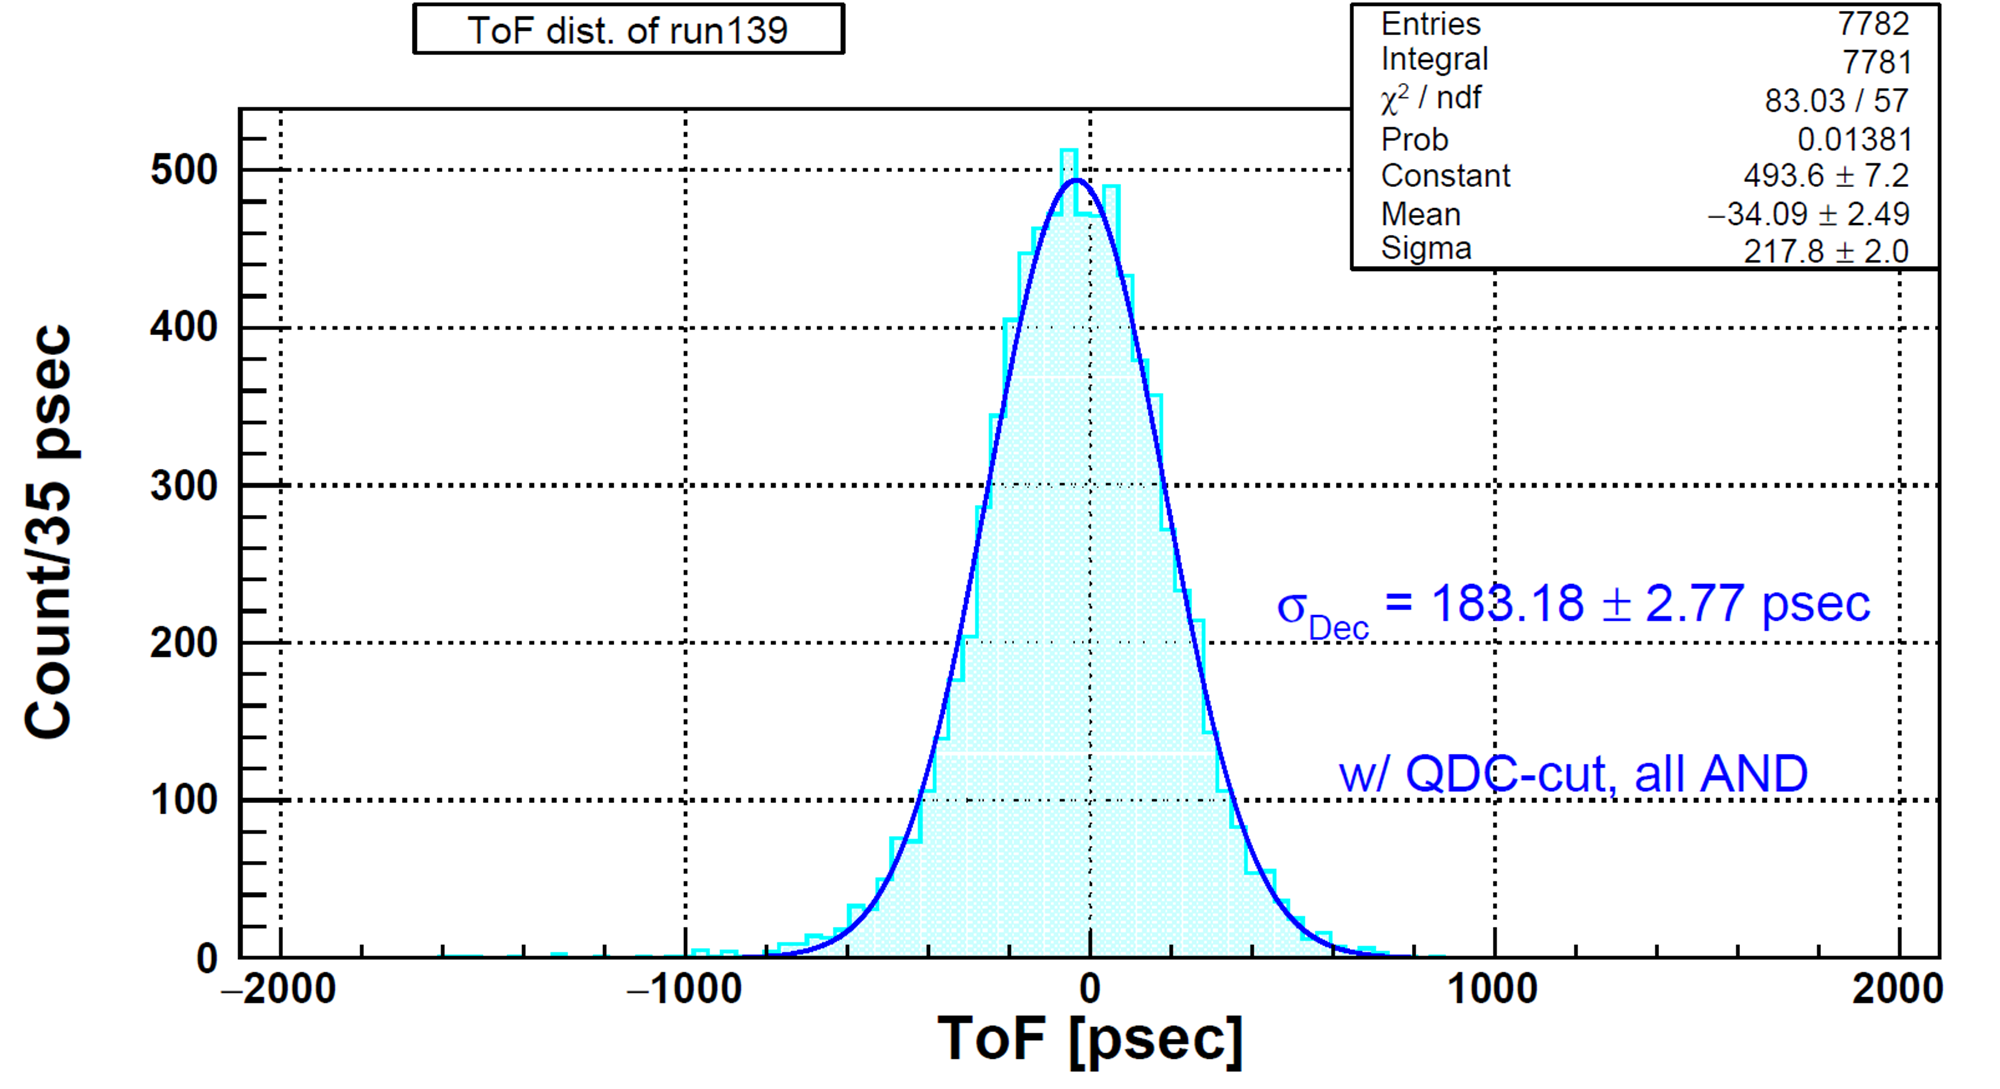 ToF dist. of run139
Entries 7782
Integral 7781
χ² / ndf 83.03 / 57
Prob 0.01381
Constant 493.6 ± 7.2
Mean −34.09 ± 2.49
Sigma 217.8 ± 2.0
Count/35 psec
500
400
300
200
100
0
σDec = 183.18 ± 2.77 psec
w/ QDC-cut, all AND
−2000 −1000 0 1000 2000
ToF [psec]